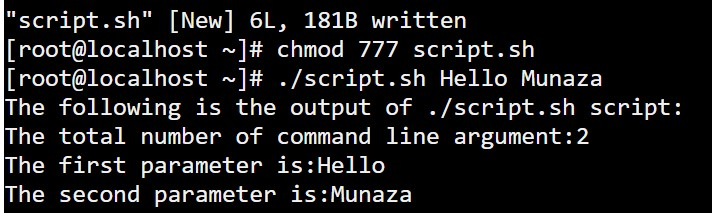 "script.sh" [New] 6L, 181B written
[root@localhost ~]# chmod 777 script.sh
[root@localhost ~]# ./script.sh Hello Munaza
The following is the output of ./script.sh script:
The total number of command line argument:2
The first parameter is:Hello
The second parameter is:Munaza